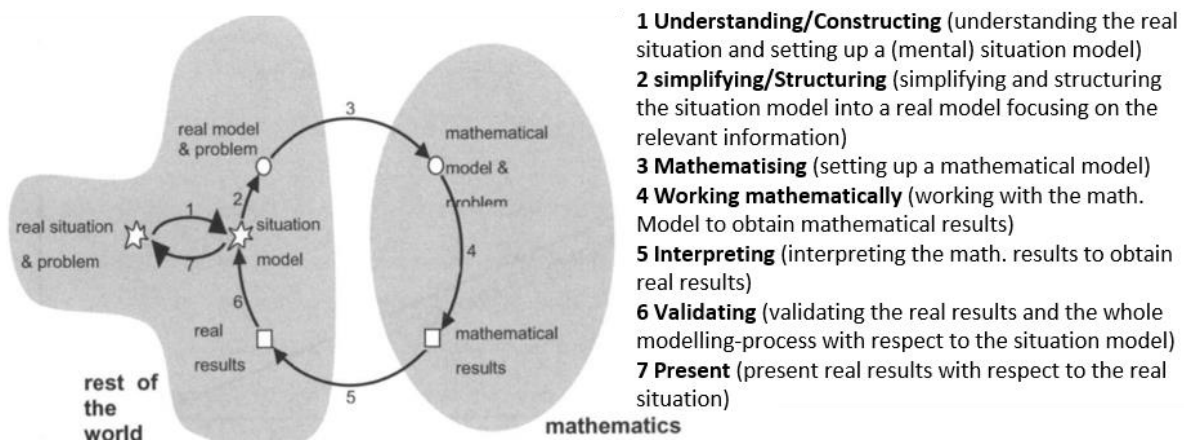 1 Understanding/Constructing (understanding the real
situation and setting up a (mental) situation model)
2 simplifying/Structuring (simplifying and structuring
the situation model into a real model focusing on the
relevant information)
3 Mathematising (setting up a mathematical model)
4 Working mathematically (working with the math.
Model to obtain mathematical results)
5 Interpreting (interpreting the math. results to obtain
real results)
6 Validating (validating the real results and the whole
modelling-process with respect to the situation model)
7 Present (present real results with respect to the real
situation)
3
real model
& problem
mathematical
model &
problem
2
1
real situation
& problem
situation
model
7
4
6
real
results
mathematical
results
5
rest of
the
world
mathematics